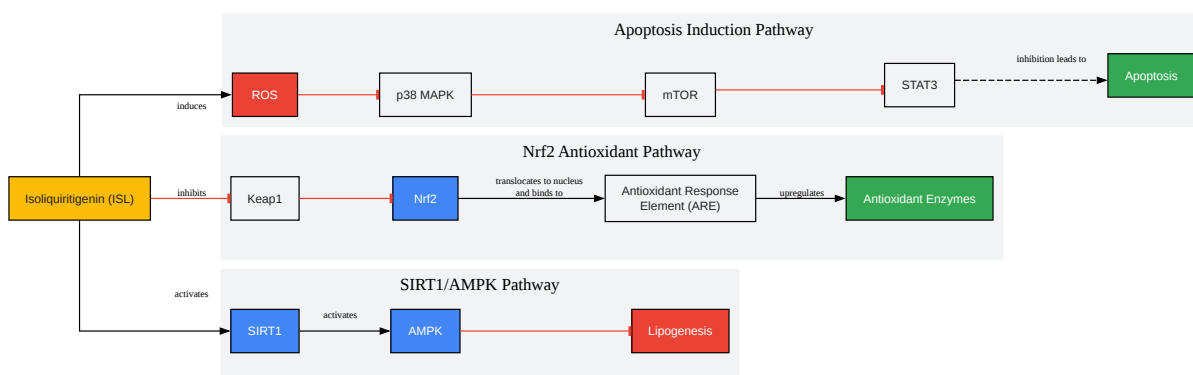 Apoptosis Induction Pathway
inhibition leads to
ROS
p38 MAPK
mTOR
STAT3
Apoptosis
induces
Nrf2 Antioxidant Pathway
Isoliquiritigenin (ISL)
inhibits
Keap1
Nrf2
translocates to nucleus
and binds to
Antioxidant Response
Element (ARE)
upregulates
Antioxidant Enzymes
SIRT1/AMPK Pathway
activates
SIRT1
activates
AMPK
Lipogenesis